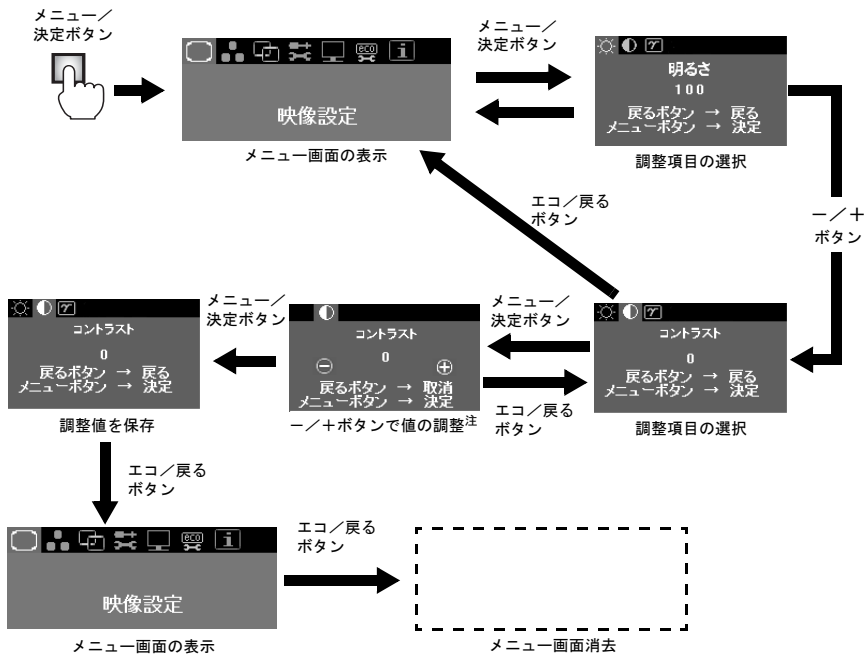 メニュー／
決定ボタン
eco
i
映像設定
メニュー画面の表示
メニュー／
決定ボタン
γ
明るさ
100
戻るボタン → 戻る
メニューボタン → 決定
調整項目の選択
－／＋
ボタン
エコ／戻る
ボタン
γ
コントラスト
0
戻るボタン → 戻る
メニューボタン → 決定
調整項目の選択
メニュー／
決定ボタン
エコ／戻る
ボタン
コントラスト
0
戻るボタン → 取消
メニューボタン → 決定
－／＋ボタンで値の調整注
メニュー／
決定ボタン
γ
コントラスト
0
戻るボタン → 戻る
メニューボタン → 決定
調整値を保存
エコ／戻る
ボタン
eco
i
映像設定
メニュー画面の表示
エコ／戻る
ボタン
メニュー画面消去